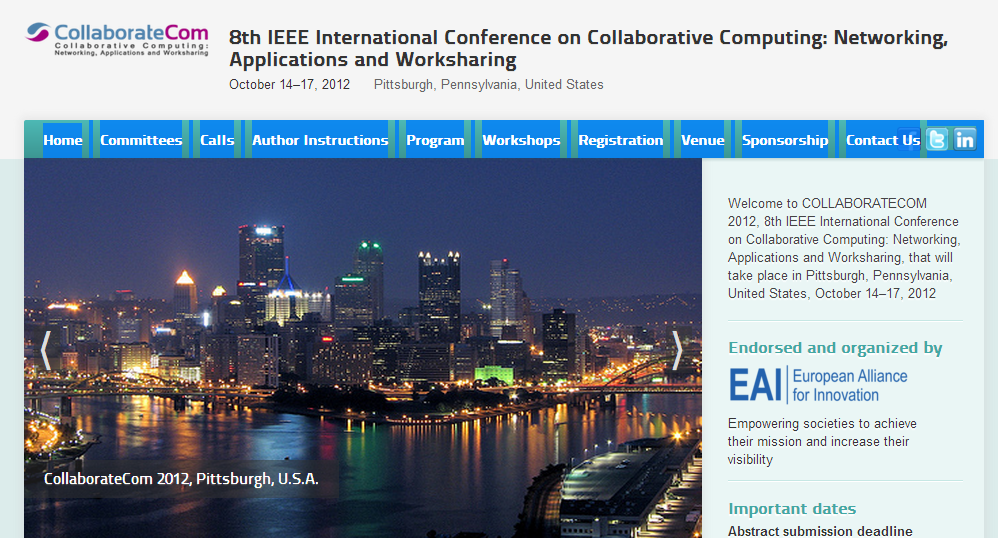 CollaborateCom
Collaborative Computing:
Networking, Applications and Worksharing
8th IEEE International Conference on Collaborative Computing: Networking,
Applications and Worksharing
October 14–17, 2012 Pittsburgh, Pennsylvania, United States
Home Committees Calls Author Instructions Program Workshops Registration Venue Sponsorship Contact Us
in
Welcome to COLLABORATECOM
2012, 8th IEEE International Conference
on Collaborative Computing: Networking,
Applications and Worksharing, that will
take place in Pittsburgh, Pennsylvania,
United States, October 14–17, 2012
Endorsed and organized by
EAI European Alliance
for Innovation
Empowering societies to achieve
their mission and increase their
visibility
CollaborateCom 2012, Pittsburgh, U.S.A.
Important dates
Abstract submission deadline